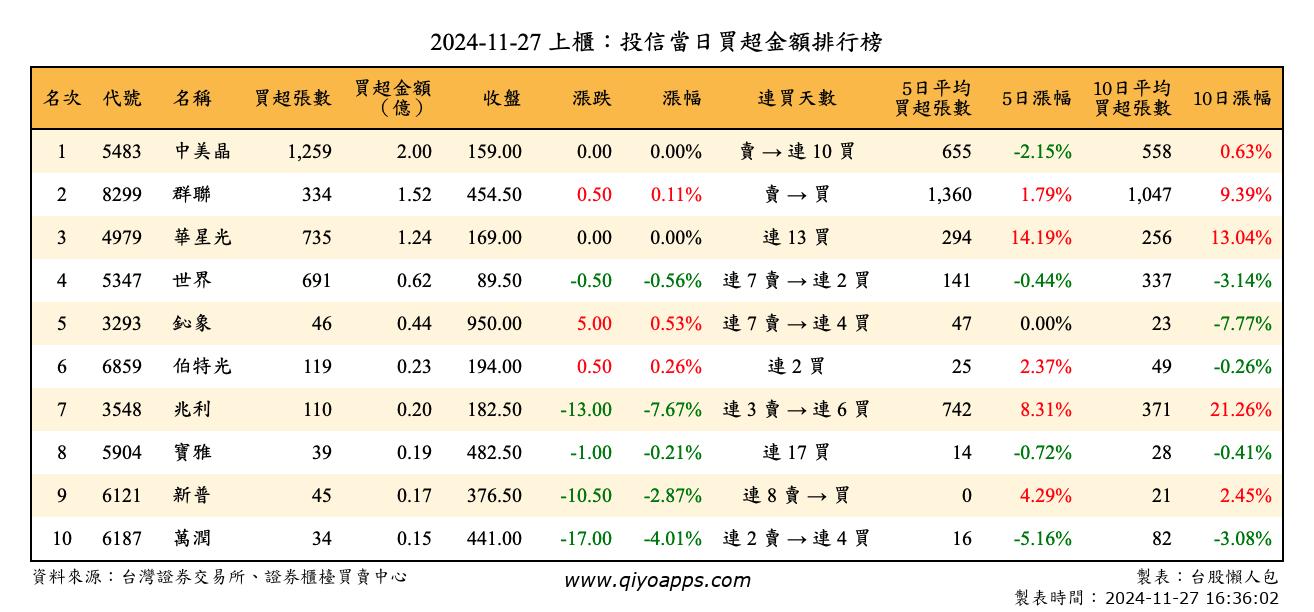 2024-11-27 上櫃：投信當日買超金額排行榜
名次 代號 名稱 買超張數 買超金額（億） 收盤 漲跌 漲幅 連買天數 5日平均買超張數 5日漲幅 10日平均買超張數 10日漲幅
1 5483 中美晶 1,259 2.00 159.00 0.00 0.00% 賣 → 連 10 買 655 -2.15% 558 0.63%
2 8299 群聯 334 1.52 454.50 0.50 0.11% 賣 → 買 1,360 1.79% 1,047 9.39%
3 4979 華星光 735 1.24 169.00 0.00 0.00% 連 13 買 294 14.19% 256 13.04%
4 5347 世界 691 0.62 89.50 -0.50 -0.56% 連 7 賣 → 連 2 買 141 -0.44% 337 -3.14%
5 3293 鈊象 46 0.44 950.00 5.00 0.53% 連 7 賣 → 連 4 買 47 0.00% 23 -7.77%
6 6859 伯特光 119 0.23 194.00 0.50 0.26% 連 2 買 25 2.37% 49 -0.26%
7 3548 兆利 110 0.20 182.50 -13.00 -7.67% 連 3 賣 → 連 6 買 742 8.31% 371 21.26%
8 5904 寶雅 39 0.19 482.50 -1.00 -0.21% 連 17 買 14 -0.72% 28 -0.41%
9 6121 新普 45 0.17 376.50 -10.50 -2.87% 連 8 賣 → 買 0 4.29% 21 2.45%
10 6187 萬潤 34 0.15 441.00 -17.00 -4.01% 連 2 賣 → 連 4 買 16 -5.16% 82 -3.08%
資料來源：台灣證券交易所、證券櫃檯買賣中心 www.qiyoapps.com 製表：台股懶人包
製表時間：2024-11-27 16:36:02